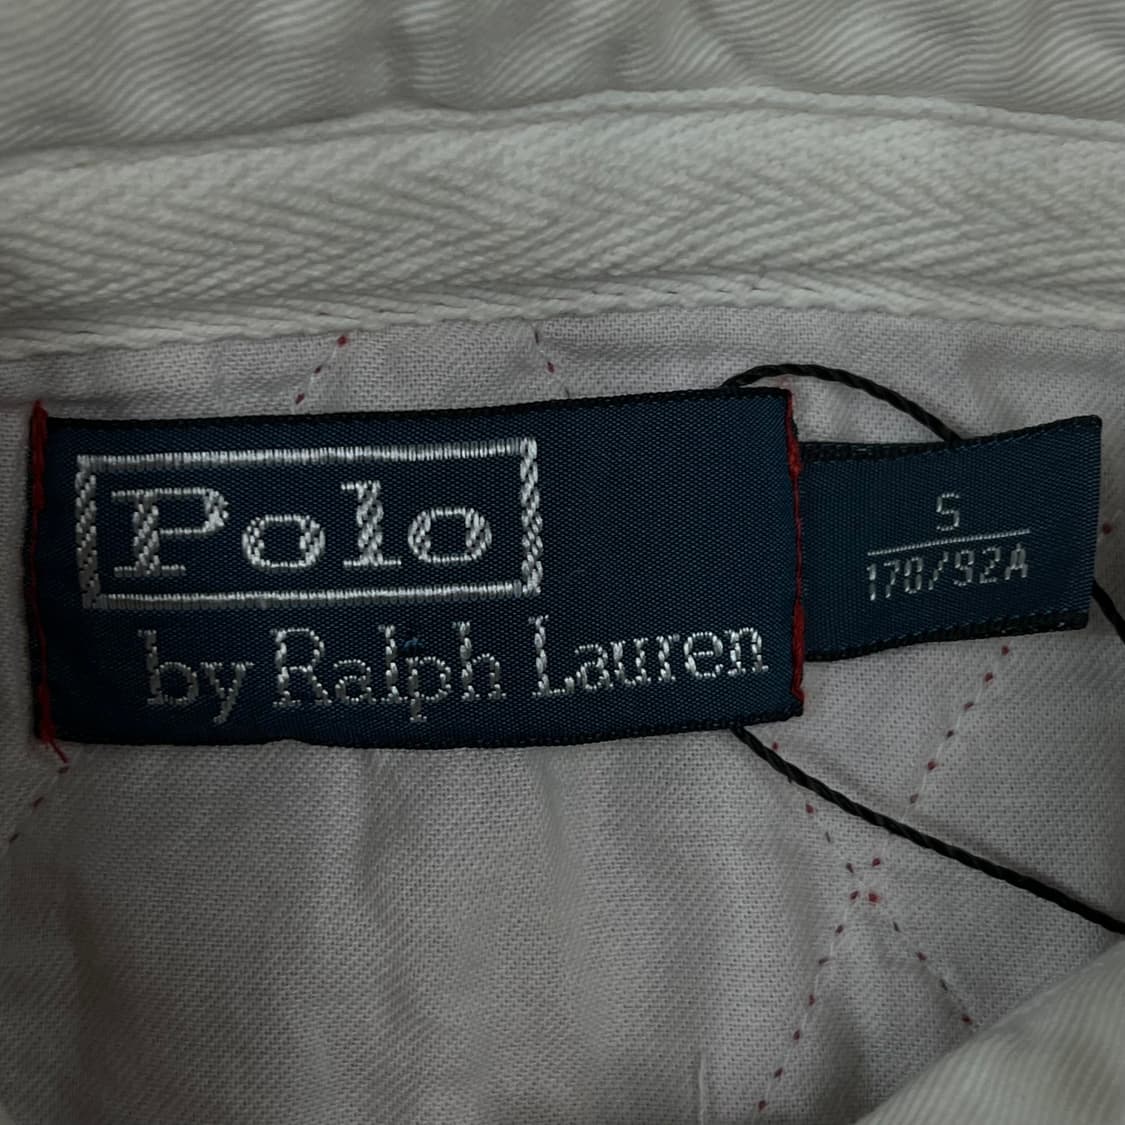 Polo
by Ralph Lauren
S
170/92A